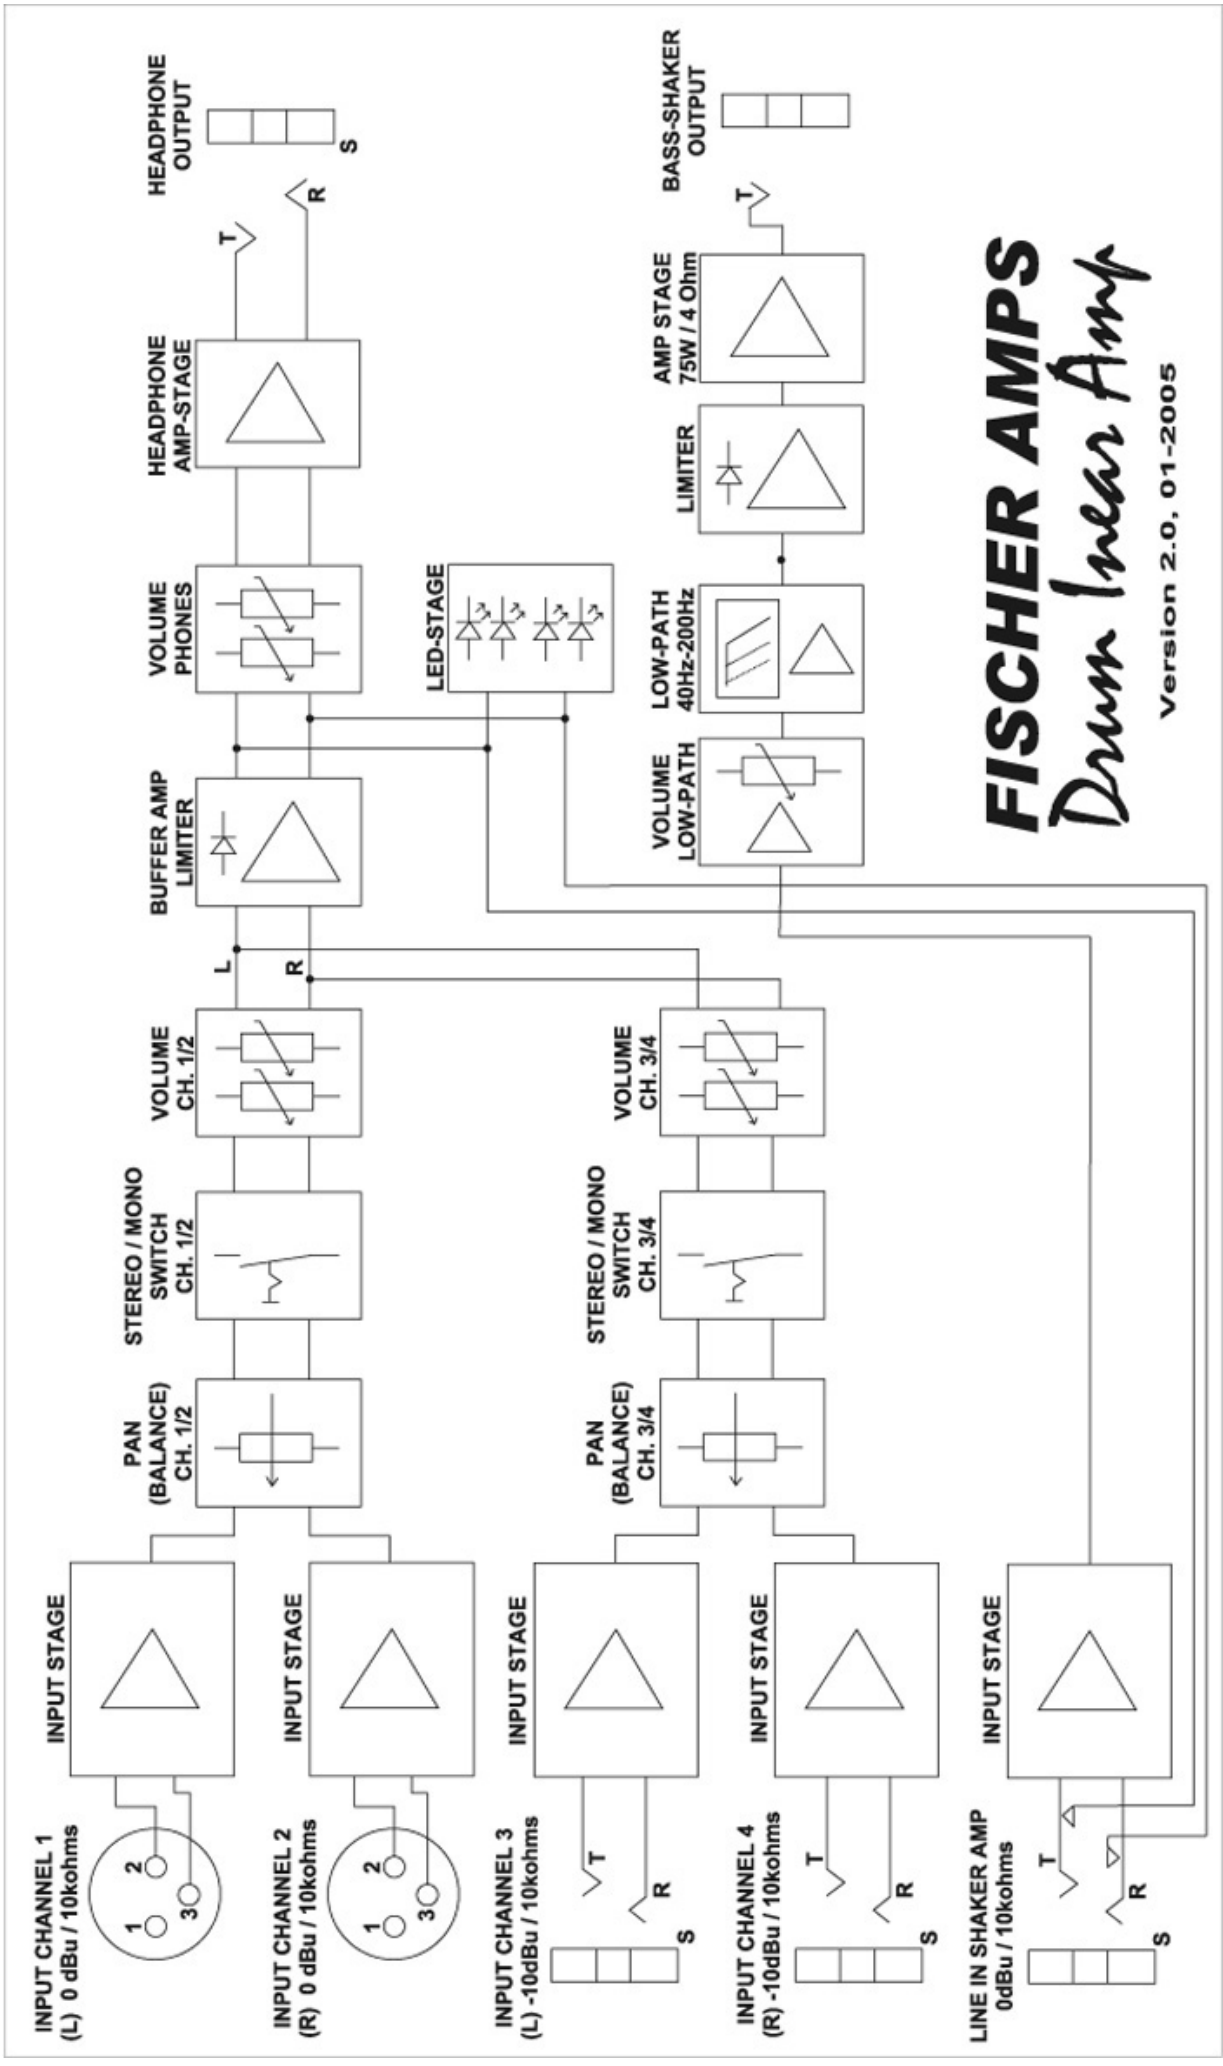 INPUT CHANNEL 1
(L)  0 dBu / 10kohms
1
2
3
INPUT STAGE
PAN
(BALANCE)
CH. 1/2
STEREO / MONO
SWITCH
CH. 1/2
VOLUME
CH. 1/2
L
R
BUFFER AMP
LIMITER
VOLUME
PHONES
HEADPHONE
AMP-STAGE
T
R
HEADPHONE
OUTPUT
S
INPUT CHANNEL 2
(R)  0 dBu / 10kohms
1
2
3
INPUT STAGE
LED-STAGE
INPUT CHANNEL 3
(L) -10dBu / 10kohms
T
R
S
INPUT STAGE
PAN
(BALANCE)
CH. 3/4
STEREO / MONO
SWITCH
CH. 3/4
VOLUME
CH. 3/4
VOLUME
LOW-PATH
LOW-PATH
40Hz-200Hz
LIMITER
AMP STAGE
75W / 4 Ohm
T
BASS-SHAKER
OUTPUT
INPUT CHANNEL 4
(R) -10dBu / 10kohms
T
R
S
INPUT STAGE
LINE IN SHAKER AMP
0dBu / 10kohms
T
R
S
INPUT STAGE
FISCHER AMPS
Drum Inear Amp
Version 2.0, 01-2005